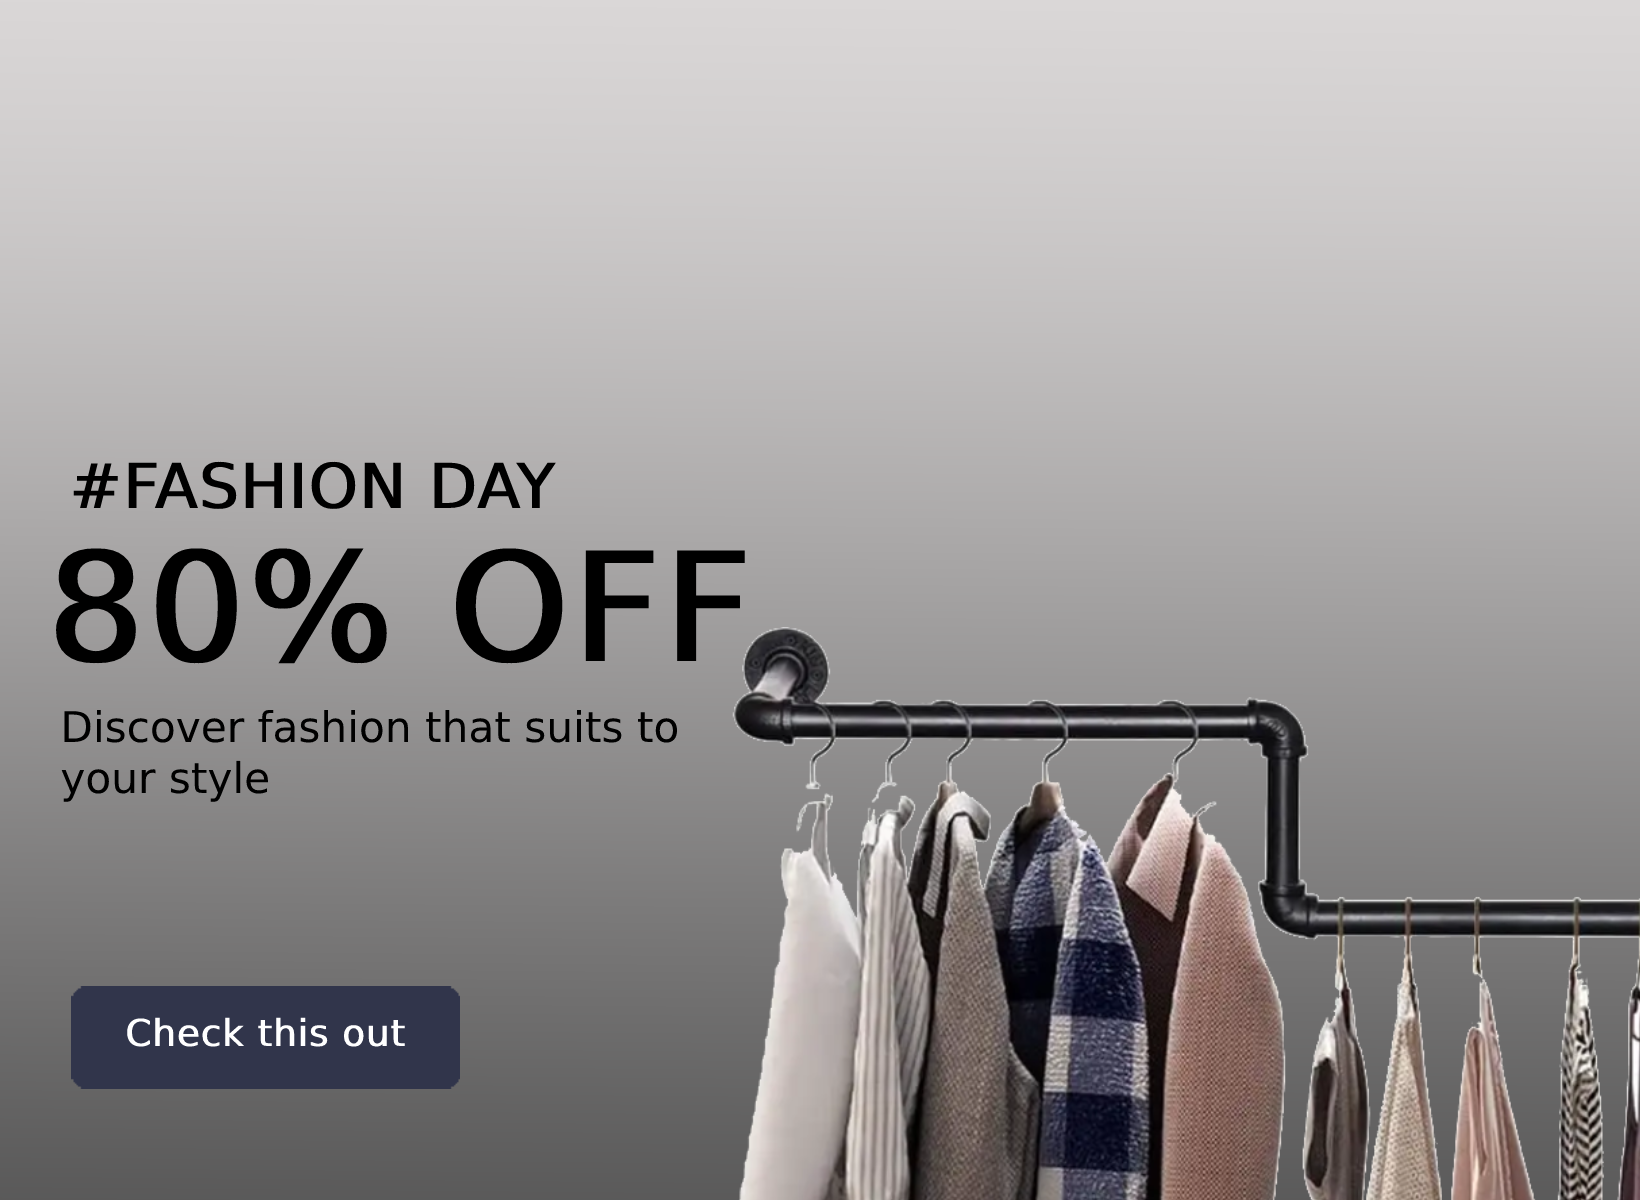 #FASHION DAY
80% OFF
Discover fashion that suits to
your style
Check this out